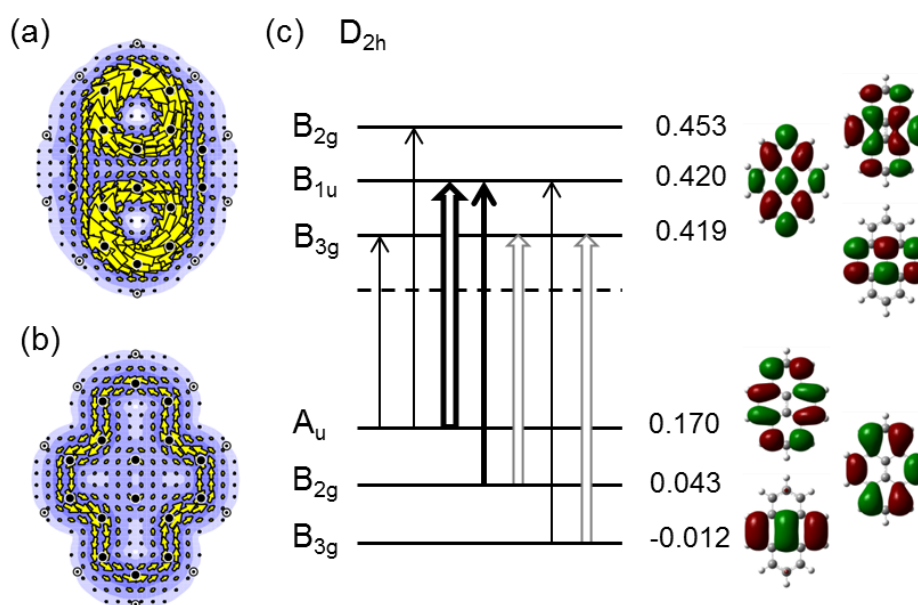 (a)
(b)
(c) D2h
B2g 0.453
B1u 0.420
B3g 0.419
Au 0.170
B2g 0.043
B3g -0.012